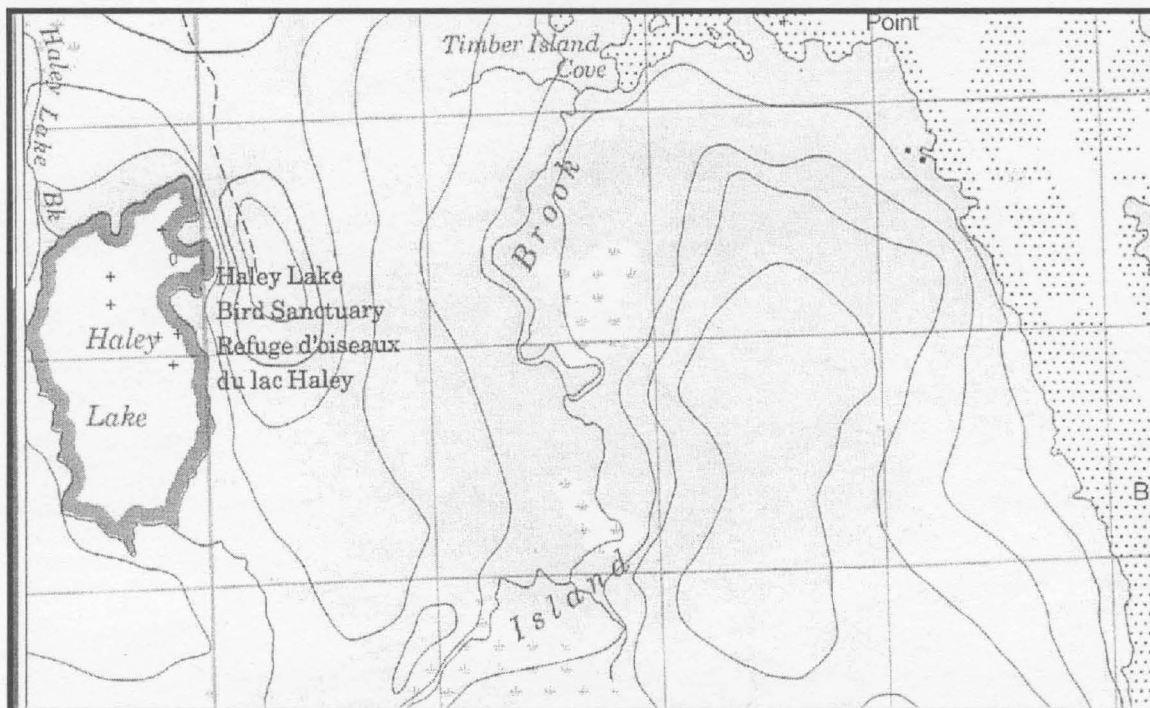 Point
Timber Island
Cove
Haley Lake Bk
Brook
Haley Lake
Bird Sanctuary
Refuge d'oiseaux
du lac Haley
Haley
Lake
B
Island